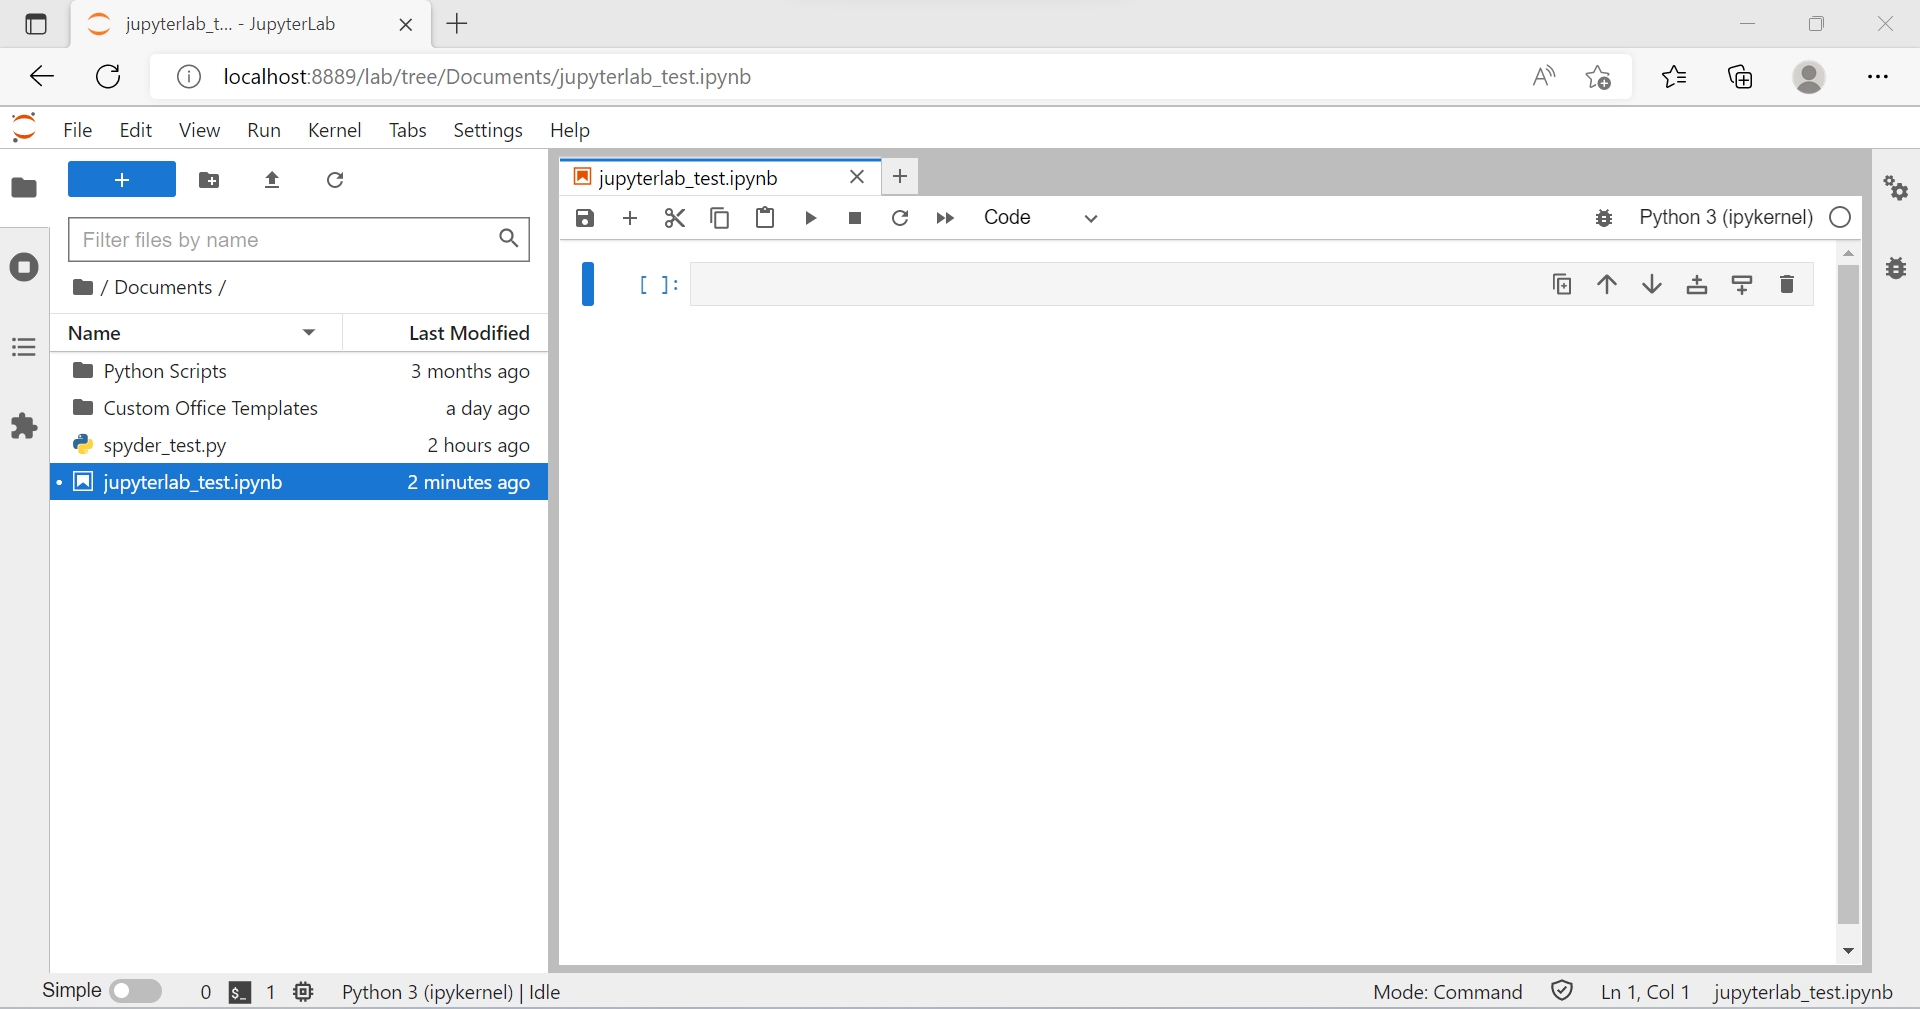 jupyterlab_t... - JupyterLab
localhost:8889/lab/tree/Documents/jupyterlab_test.ipynb
File Edit View Run Kernel Tabs Settings Help
jupyterlab_test.ipynb
Code
Python 3 (ipykernel)
Filter files by name
/ Documents /
[ ]:
Name Last Modified
Python Scripts 3 months ago
Custom Office Templates a day ago
spyder_test.py 2 hours ago
jupyterlab_test.ipynb 2 minutes ago
Simple 0 $_ 1 Python 3 (ipykernel) | Idle Mode: Command Ln 1, Col 1 jupyterlab_test.ipynb